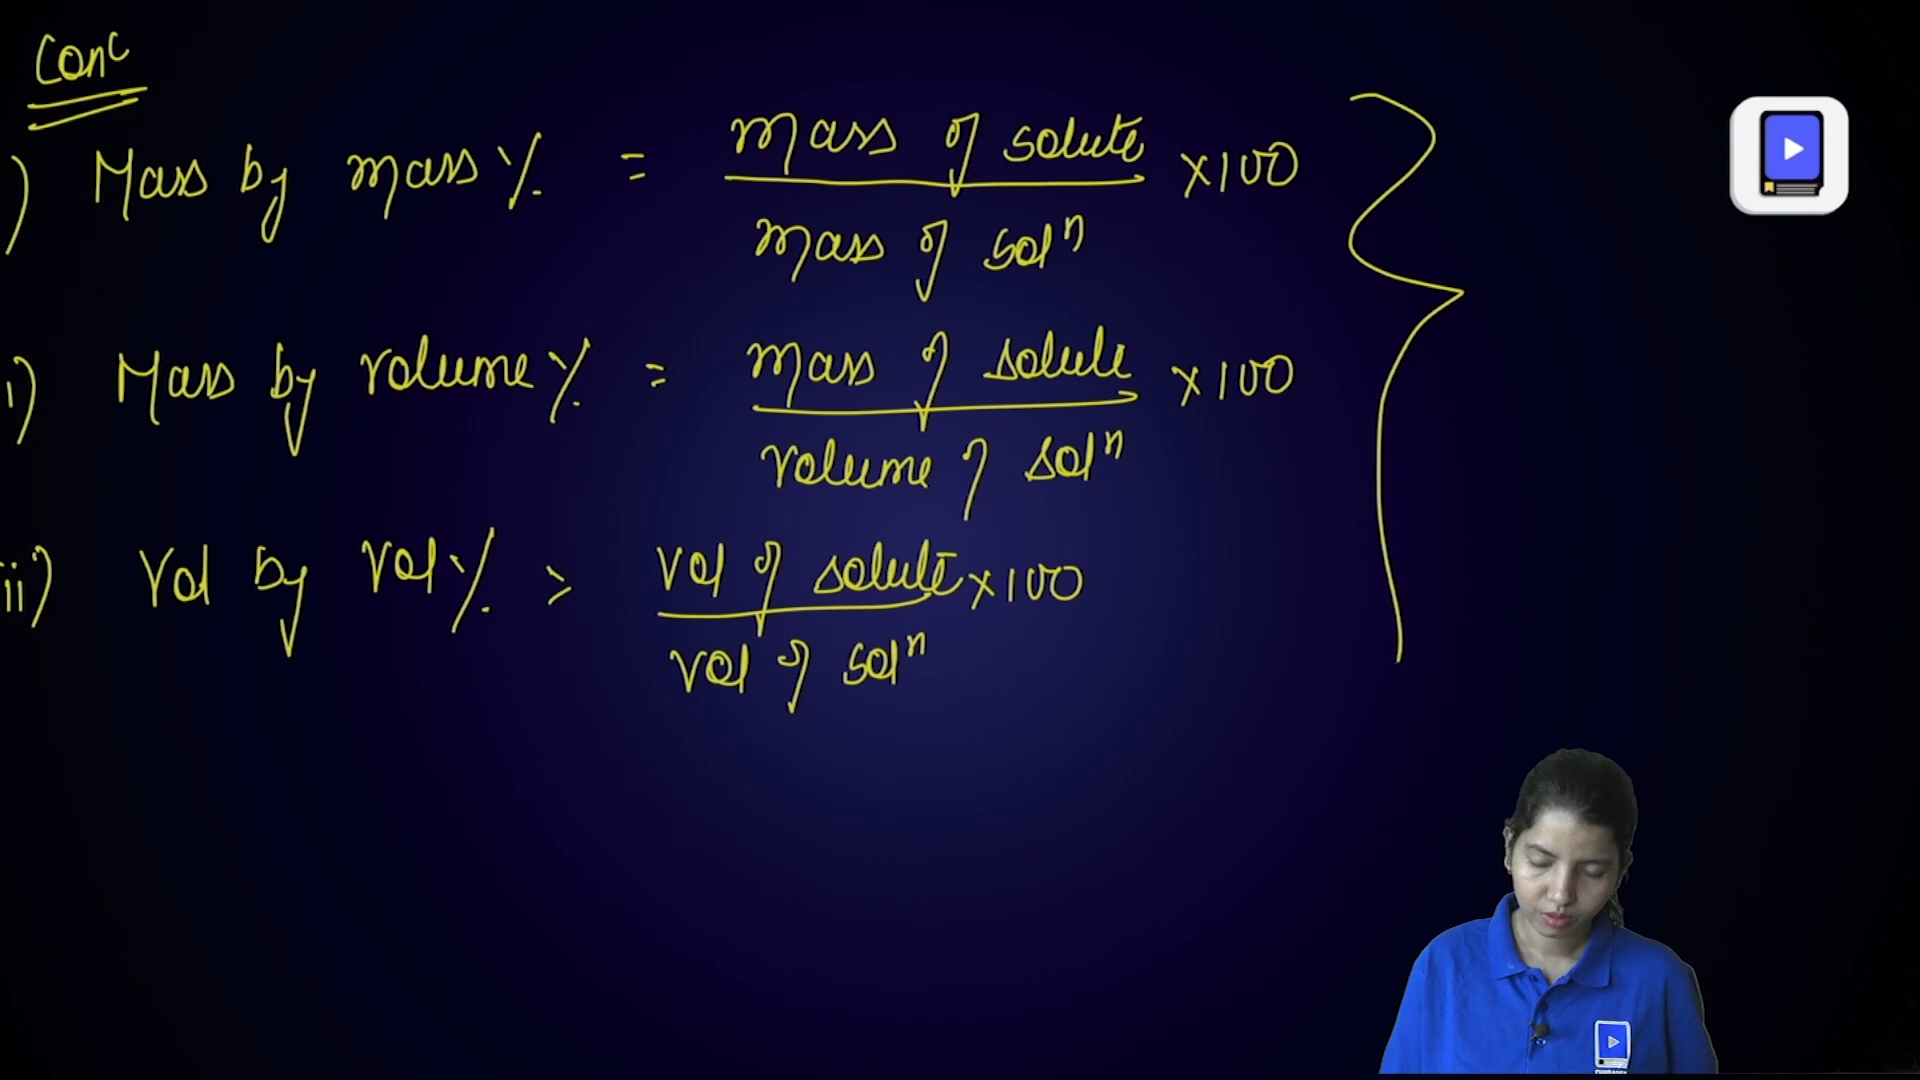 Conc
) Mass by mass % = mass of solute / mass of solⁿ ×100
i) Mass by volume % = mass of solute / volume of solⁿ ×100
ii) Vol by vol % = vol of solute / vol of solⁿ ×100